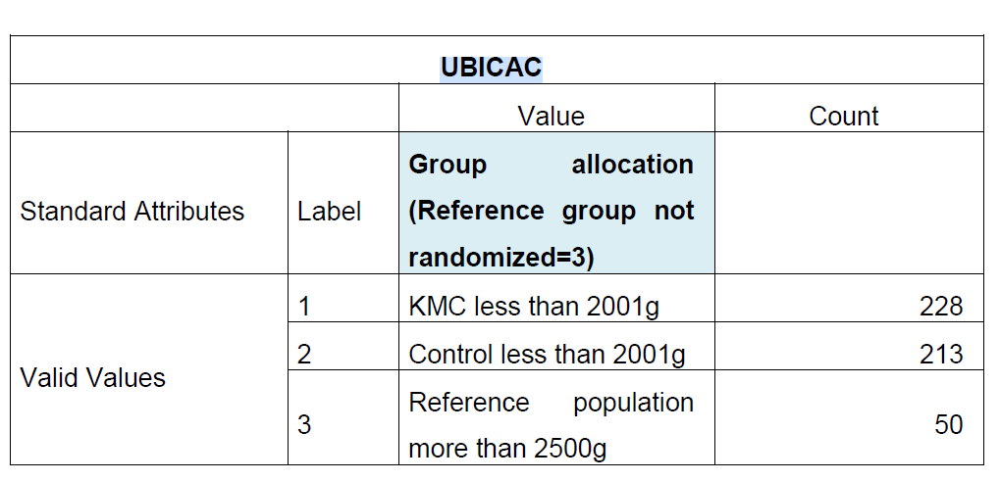 UBICAC
Value Count
Standard Attributes Label Group allocation
(Reference group not
randomized=3)
Valid Values 1 KMC less than 2001g 228
2 Control less than 2001g 213
3 Reference population
more than 2500g 50